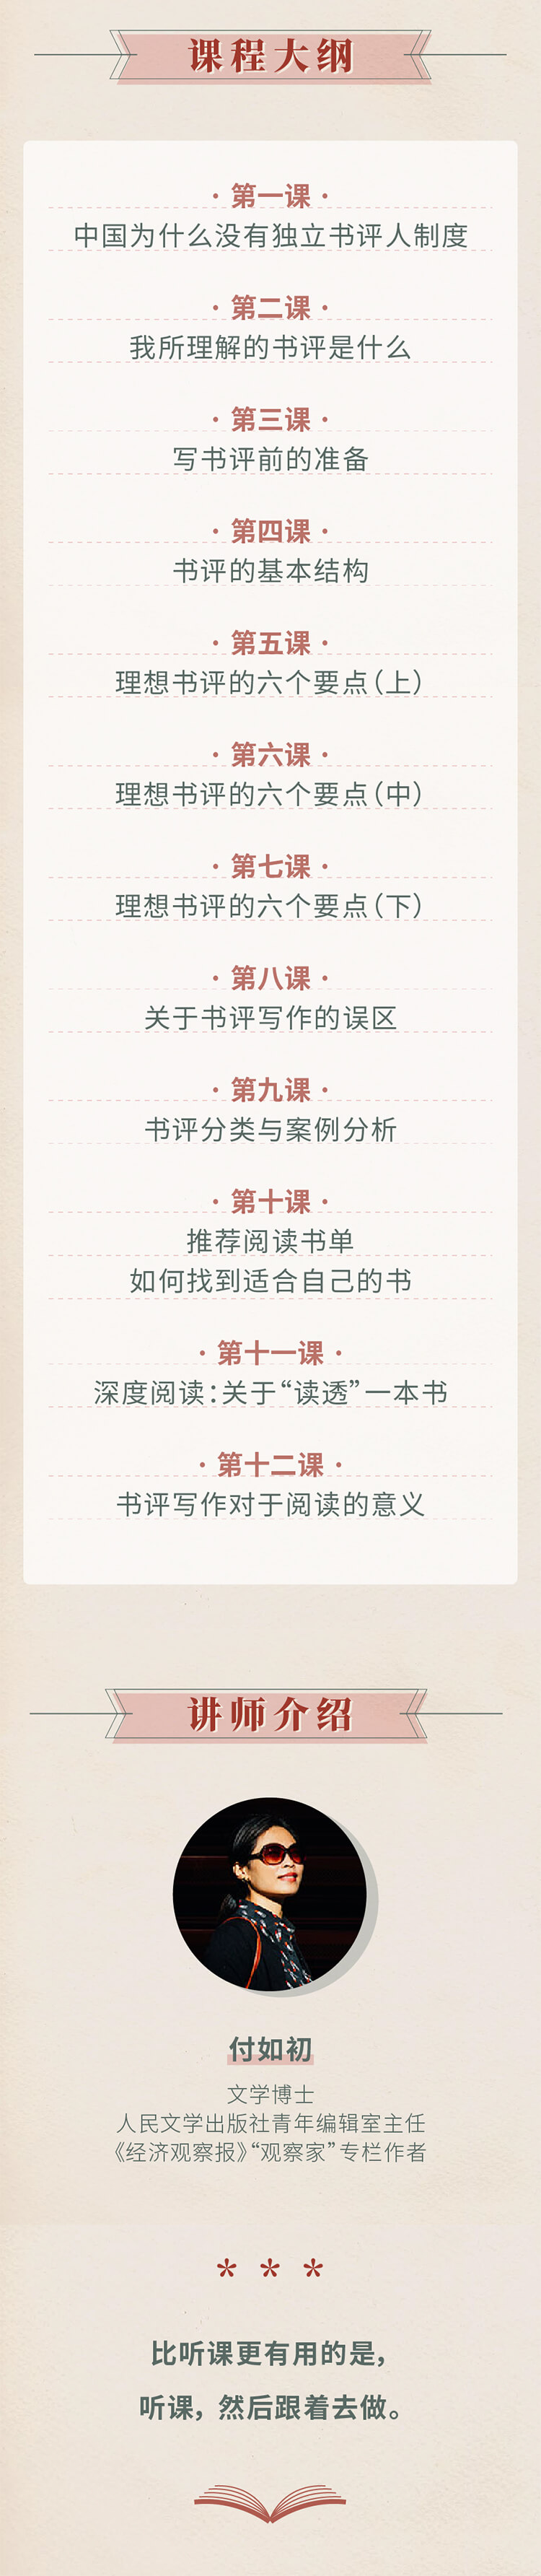 课程大纲
· 第一课 ·
中国为什么没有独立书评人制度
· 第二课 ·
我所理解的书评是什么
· 第三课 ·
写书评前的准备
· 第四课 ·
书评的基本结构
· 第五课 ·
理想书评的六个要点（上）
· 第六课 ·
理想书评的六个要点（中）
· 第七课 ·
理想书评的六个要点（下）
· 第八课 ·
关于书评写作的误区
· 第九课 ·
书评分类与案例分析
· 第十课 ·
推荐阅读书单
如何找到适合自己的书
· 第十一课 ·
深度阅读：关于“读透”一本书
· 第十二课 ·
书评写作对于阅读的意义
讲师介绍
付如初
文学博士
人民文学出版社青年编辑室主任
《经济观察报》“观察家”专栏作者
* * *
比听课更有用的是，
听课，然后跟着去做。